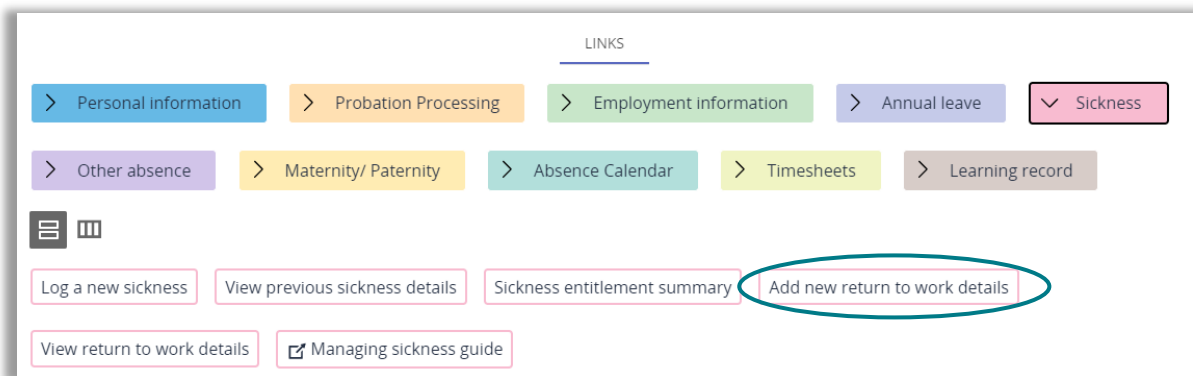 LINKS
Personal information Probation Processing Employment information Annual leave Sickness
Other absence Maternity/ Paternity Absence Calendar Timesheets Learning record
Log a new sickness View previous sickness details Sickness entitlement summary Add new return to work details
View return to work details Managing sickness guide